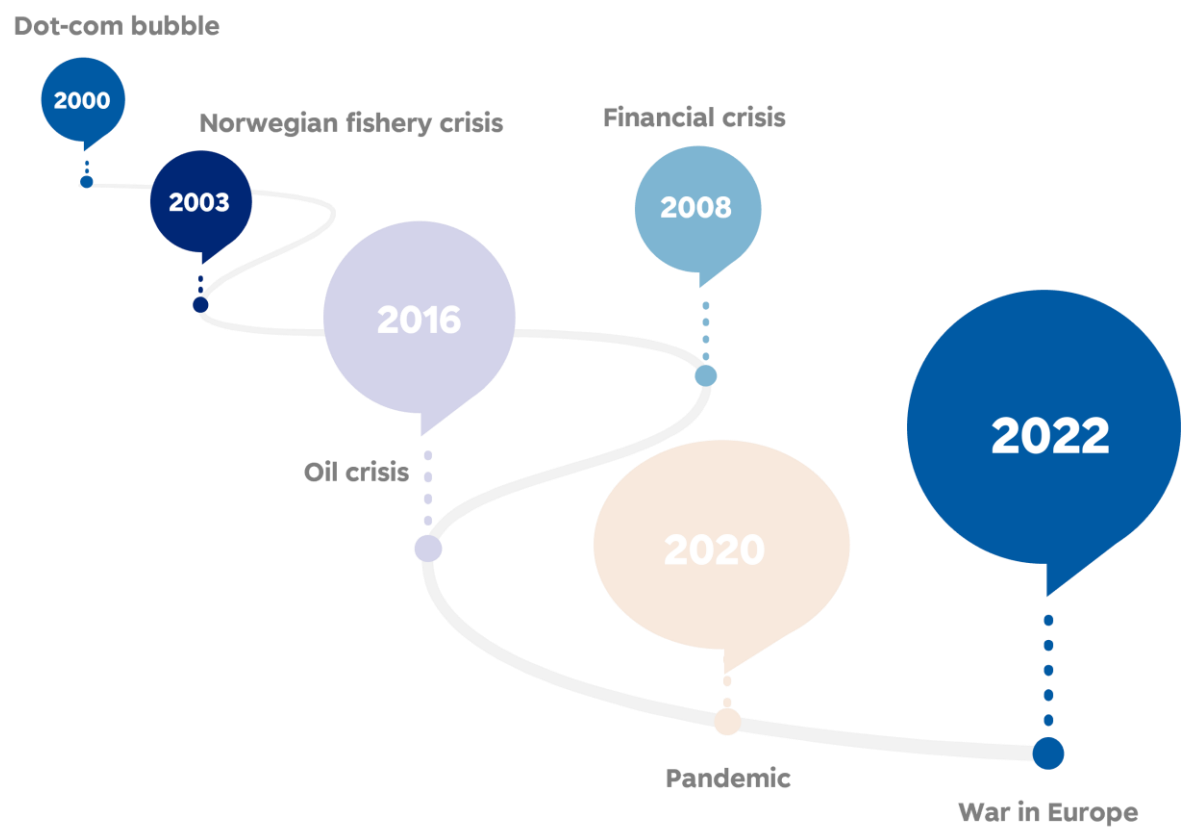 Dot-com bubble
2000
Norwegian fishery crisis
2003
Financial crisis
2008
2016
Oil crisis
2020
Pandemic
2022
War in Europe